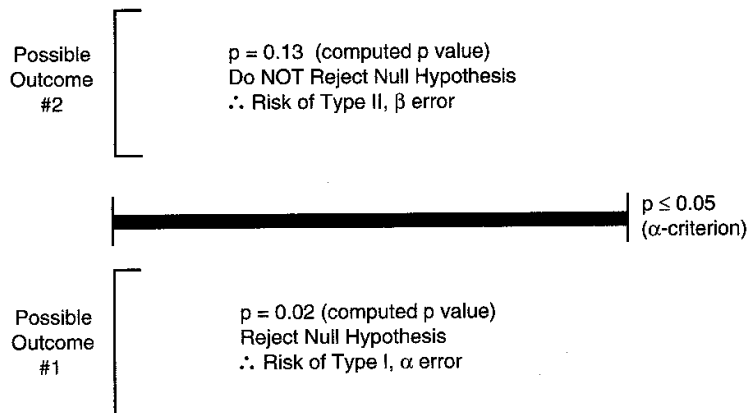 Possible
Outcome
#2
p = 0.13 (computed p value)
Do NOT Reject Null Hypothesis
∴ Risk of Type II, β error
p ≤ 0.05
(α-criterion)
Possible
Outcome
#1
p = 0.02 (computed p value)
Reject Null Hypothesis
∴ Risk of Type I, α error